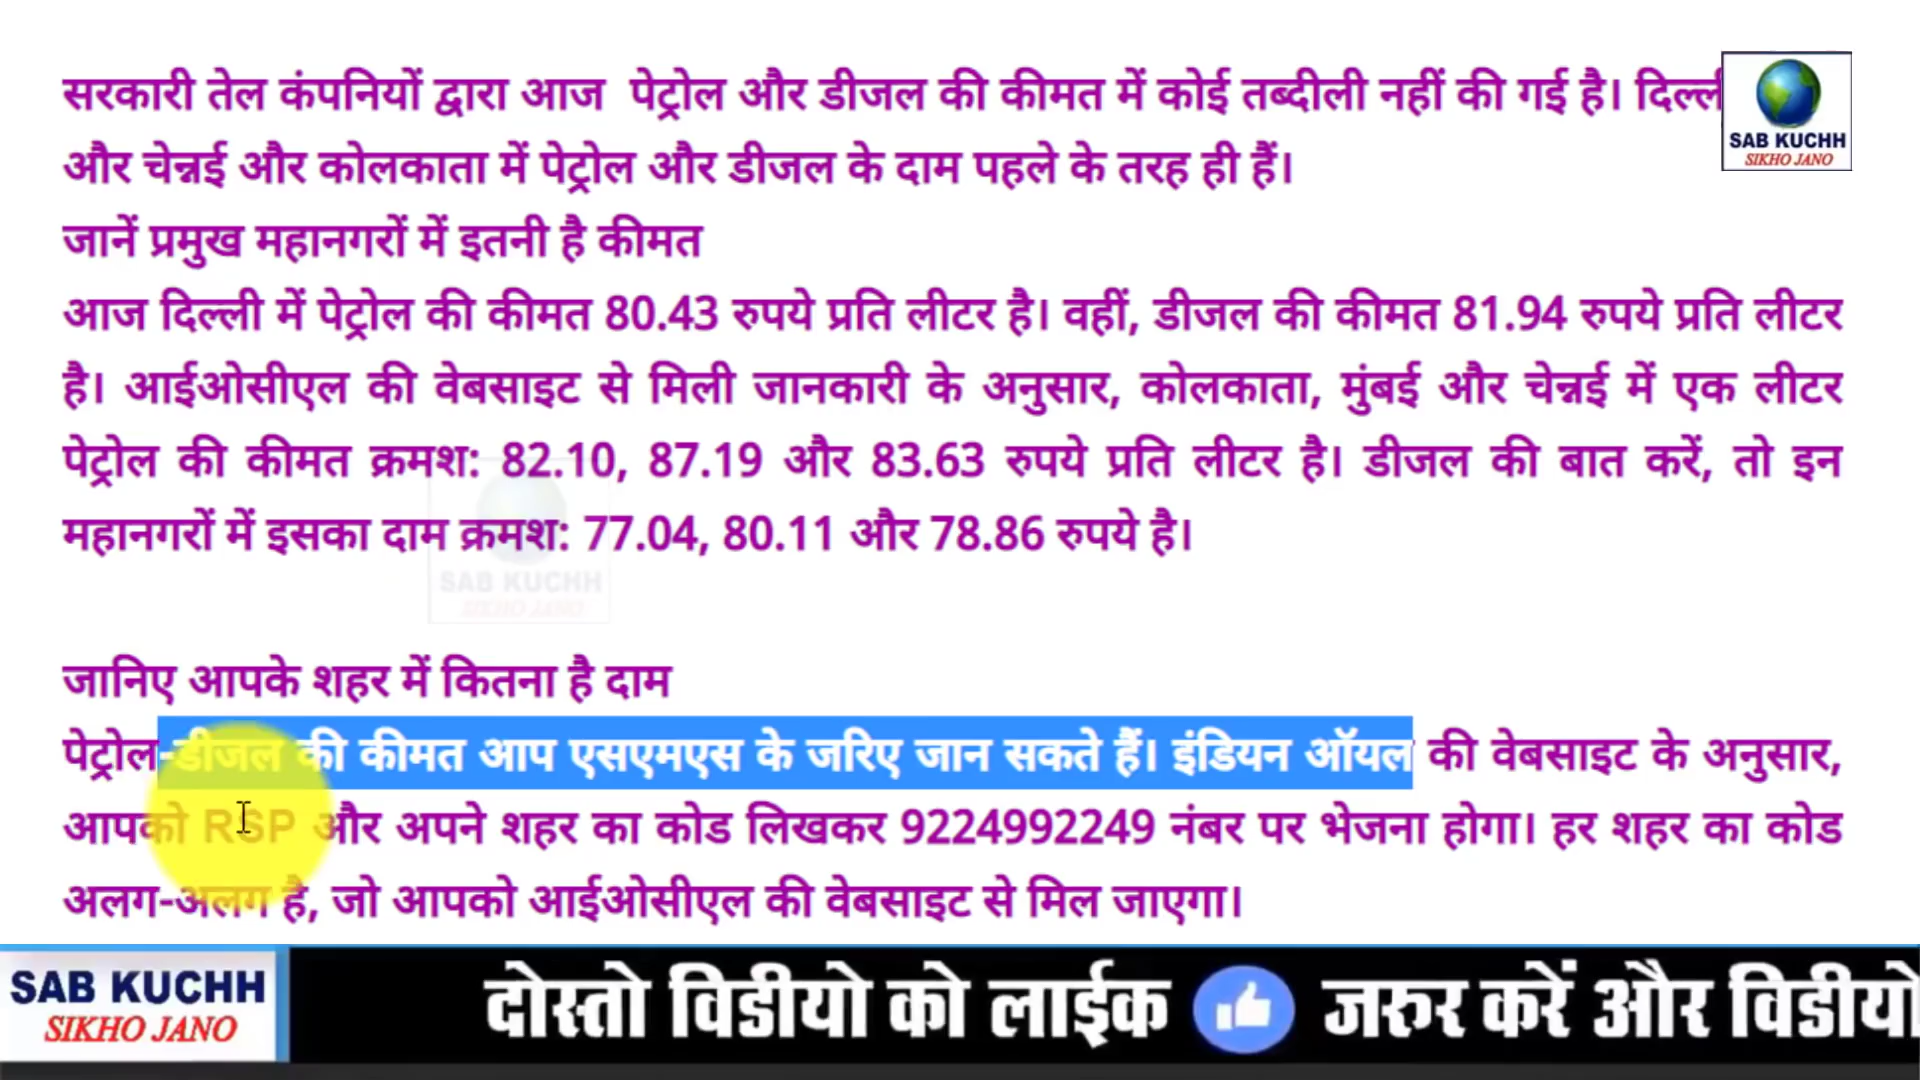 सरकारी तेल कंपनियों द्वारा आज पेट्रोल और डीजल की कीमत में कोई तब्दीली नहीं की गई है। दिल्ली
SAB KUCHH
SIKHO JANO
और चेन्नई और कोलकाता में पेट्रोल और डीजल के दाम पहले के तरह ही हैं।
जानें प्रमुख महानगरों में इतनी है कीमत
आज दिल्ली में पेट्रोल की कीमत 80.43 रुपये प्रति लीटर है। वहीं, डीजल की कीमत 81.94 रुपये प्रति लीटर
है। आईओसीएल की वेबसाइट से मिली जानकारी के अनुसार, कोलकाता, मुंबई और चेन्नई में एक लीटर
पेट्रोल की कीमत क्रमश: 82.10, 87.19 और 83.63 रुपये प्रति लीटर है। डीजल की बात करें, तो इन
महानगरों में इसका दाम क्रमश: 77.04, 80.11 और 78.86 रुपये है।
SAB KUCHH
SIKHO JANO
जानिए आपके शहर में कितना है दाम
पेट्रोल-डीजल की कीमत आप एसएमएस के जरिए जान सकते हैं। इंडियन ऑयल की वेबसाइट के अनुसार,
आपको RSP और अपने शहर का कोड लिखकर 9224992249 नंबर पर भेजना होगा। हर शहर का कोड
अलग-अलग है, जो आपको आईओसीएल की वेबसाइट से मिल जाएगा।
SAB KUCHH
SIKHO JANO
दोस्तो विडीयो को लाईक जरुर करें और विडीयो